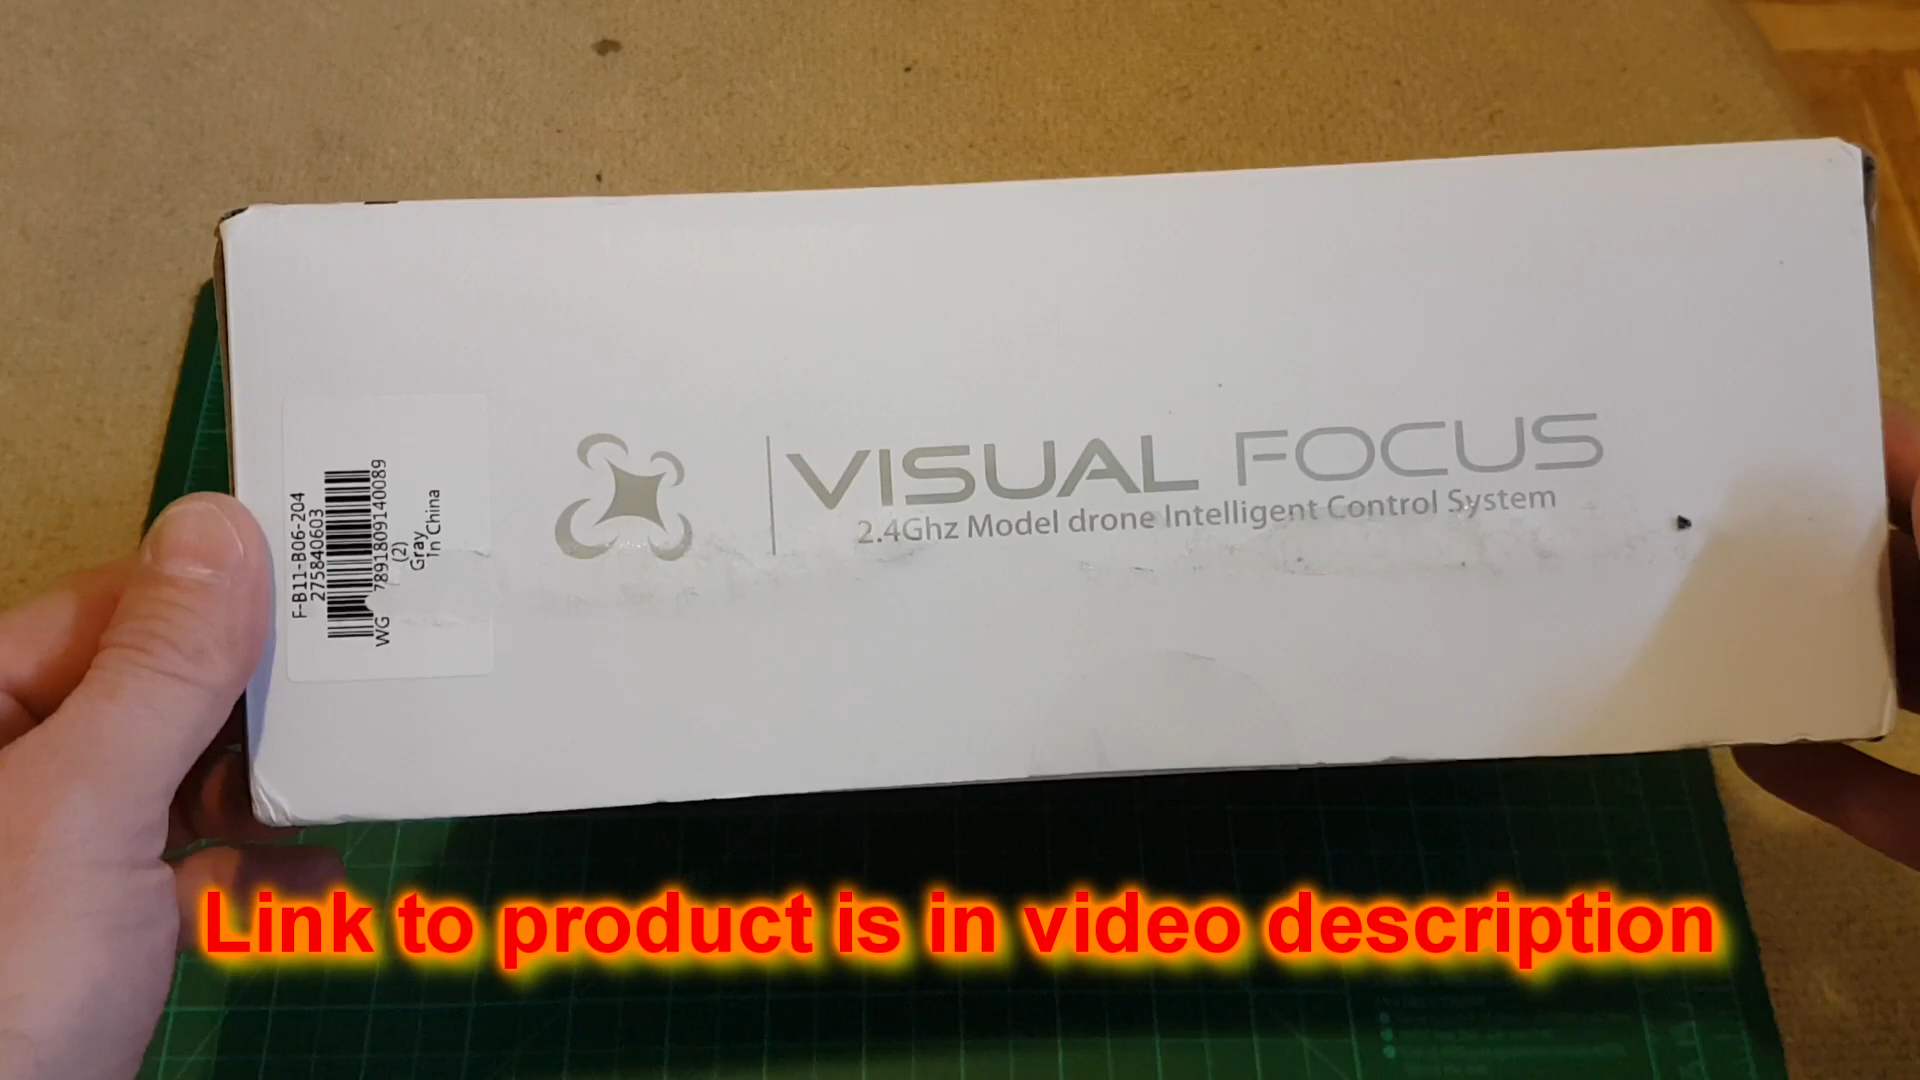 F-B11-B06-204
275840603
WG 7891809140089
(2)
Gray
In China
VISUAL FOCUS
2.4Ghz Model drone Intelligent Control System
Link to product is in video description